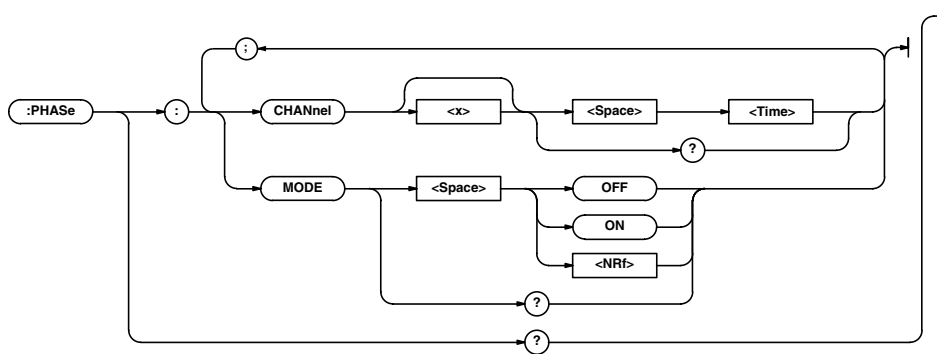 ;
:PHASe : CHANnel <x> <Space> <Time>
?
MODE <Space> OFF
ON
<NRf>
?
?